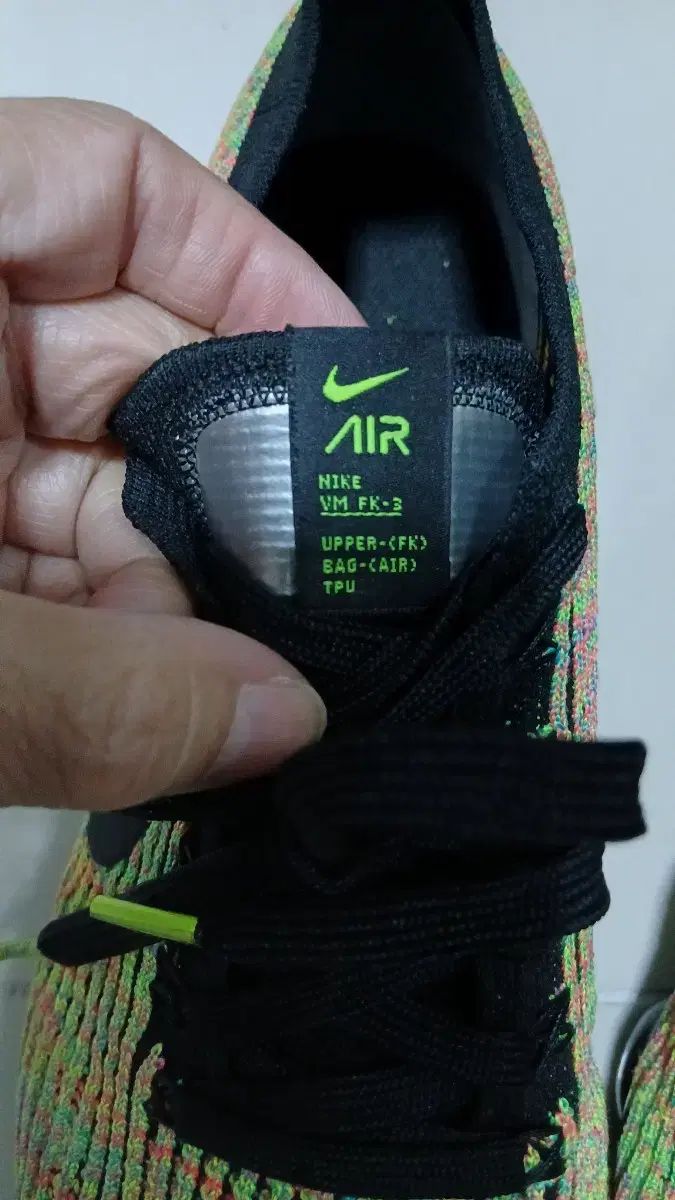 AIR
NIKE
VM FK-3
UPPER-(FK)
BAG-(AIR)
TPU